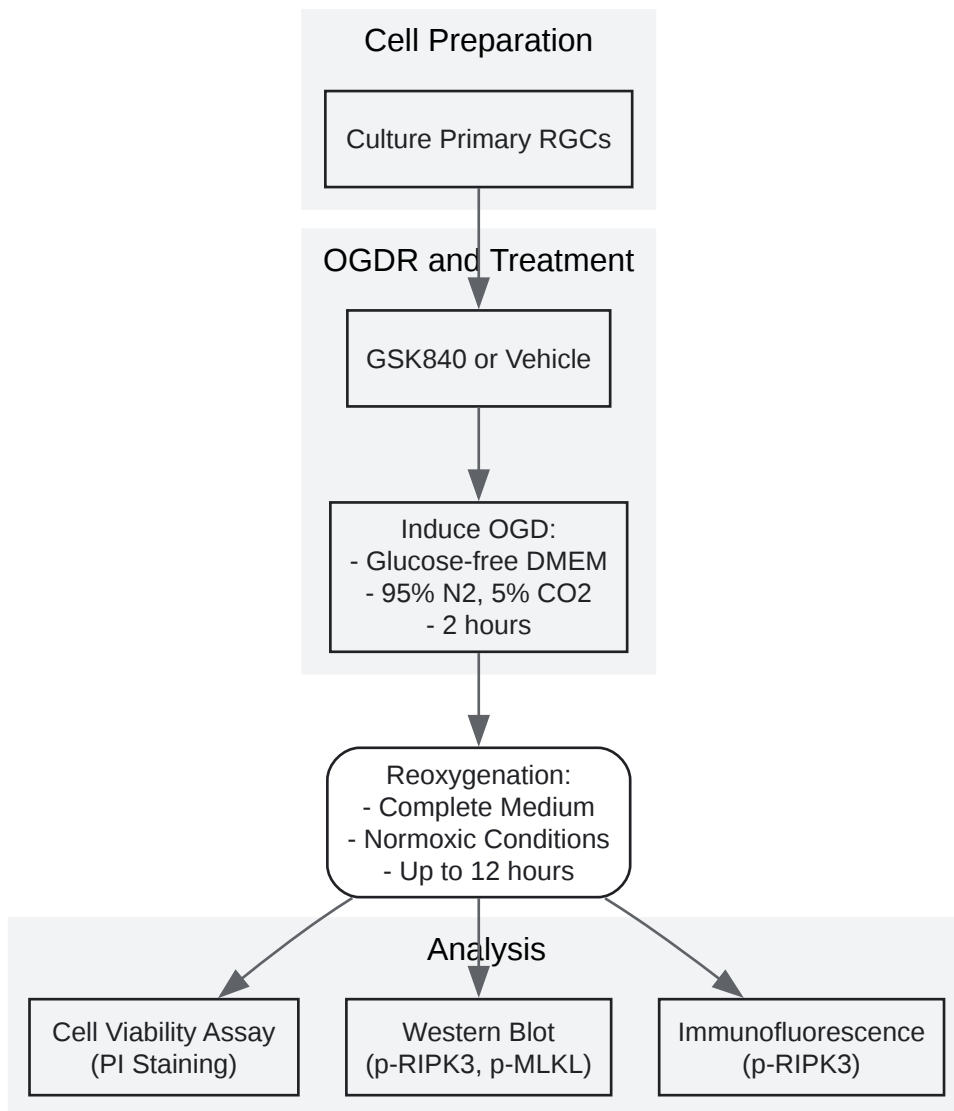 Cell Preparation
Culture Primary RGCs
OGDR and Treatment
GSK840 or Vehicle
Induce OGD:
- Glucose-free DMEM
- 95% N2, 5% CO2
- 2 hours
Reoxygenation:
- Complete Medium
- Normoxic Conditions
- Up to 12 hours
Analysis
Cell Viability Assay
(PI Staining)
Western Blot
(p-RIPK3, p-MLKL)
Immunofluorescence
(p-RIPK3)